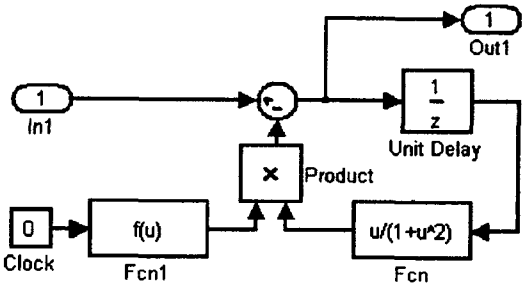 1
Out1
1
In1
+
-
1
z
Unit Delay
×
Product
0
Clock
f(u)
Fcn1
u/(1+u^2)
Fcn